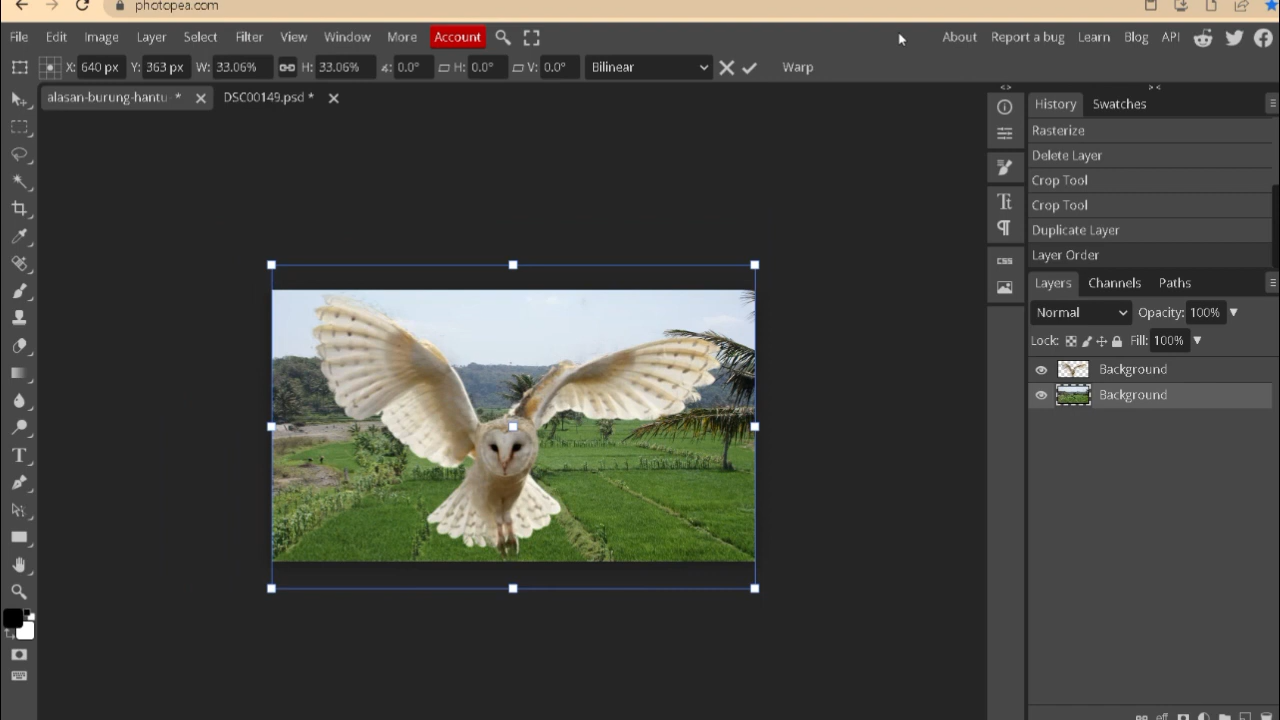 photopea.com
File Edit Image Layer Select Filter View Window More Account About Report a bug Learn Blog API
X: 640 px Y: 363 px W: 33.06% H: 33.06% ∡: 0.0° H: 0.0° V: 0.0° Bilinear Warp
alasan-burung-hantu * DSC00149.psd *
< > > <
History Swatches
Rasterize
Delete Layer
Crop Tool
Crop Tool
Duplicate Layer
Layer Order
Layers Channels Paths
Normal Opacity: 100%
Lock: Fill: 100%
Background
Background
Tt
CSS
T
eff